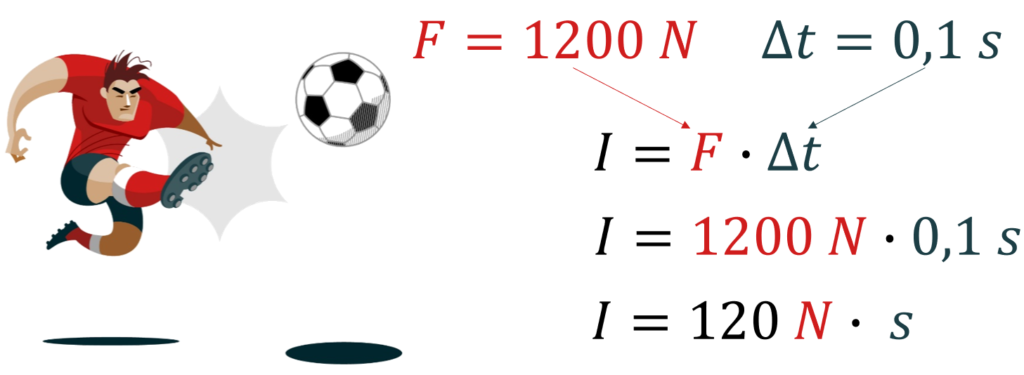 F = 1200 N Δt = 0,1 s
I = F · Δt
I = 1200 N · 0,1 s
I = 120 N · s